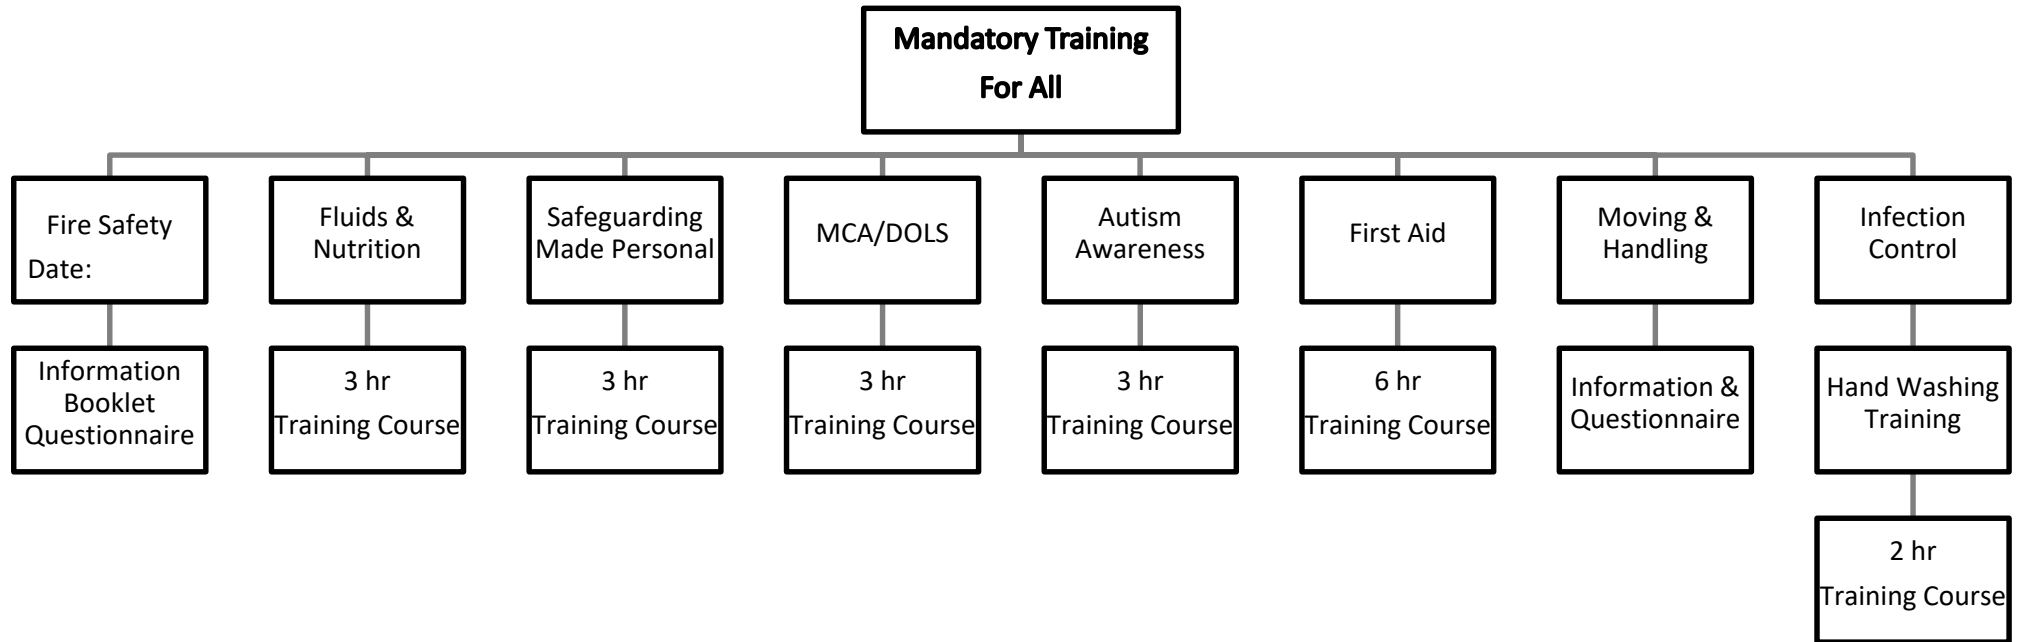 Mandatory Training
For All
Fire Safety
Date:
Fluids &
Nutrition
Safeguarding
Made Personal
MCA/DOLS
Autism
Awareness
First Aid
Moving &
Handling
Infection
Control
Information
Booklet
Questionnaire
3 hr
Training Course
3 hr
Training Course
3 hr
Training Course
3 hr
Training Course
6 hr
Training Course
Information &
Questionnaire
Hand Washing
Training
2 hr
Training Course